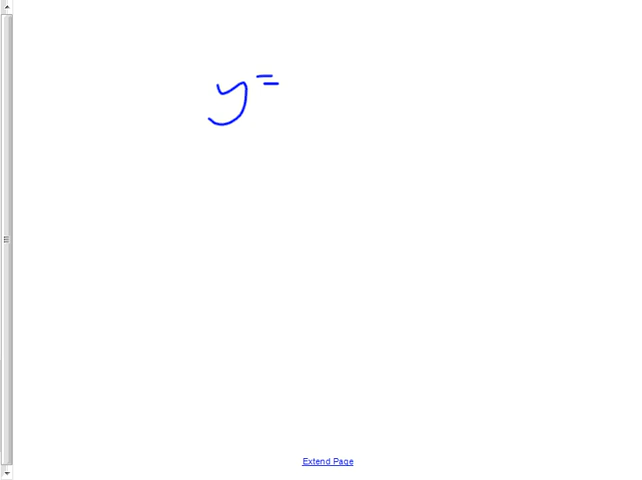 y =
Extend Page